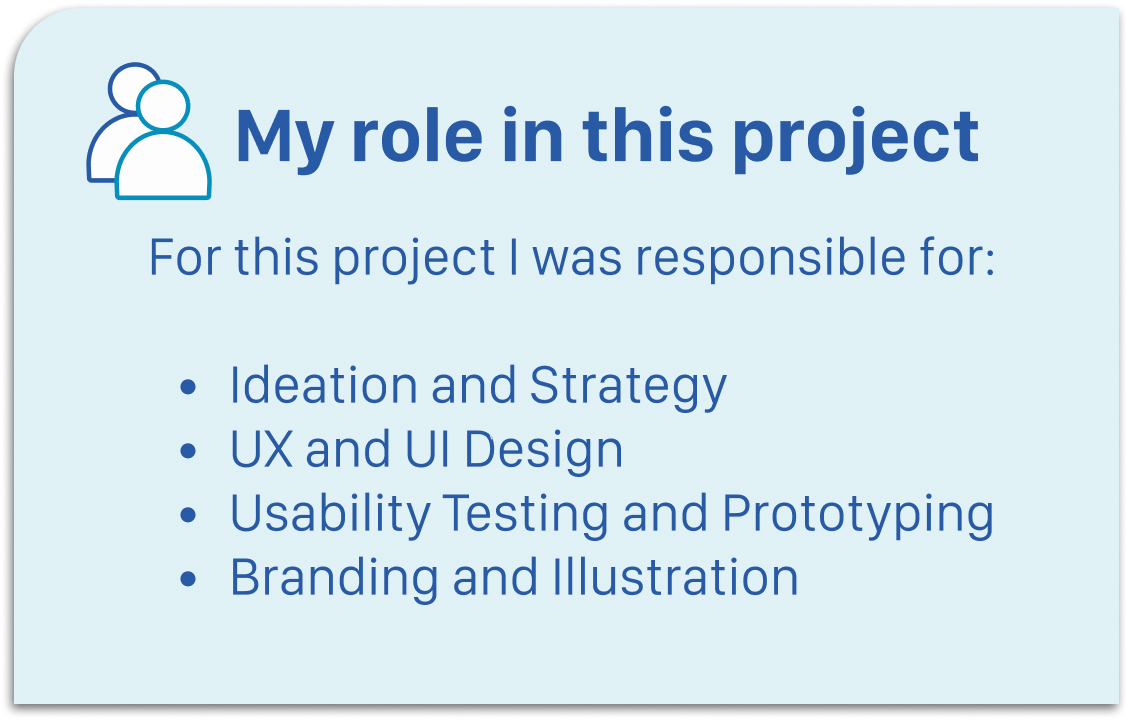 My role in this project
For this project I was responsible for:
• Ideation and Strategy
• UX and UI Design
• Usability Testing and Prototyping
• Branding and Illustration